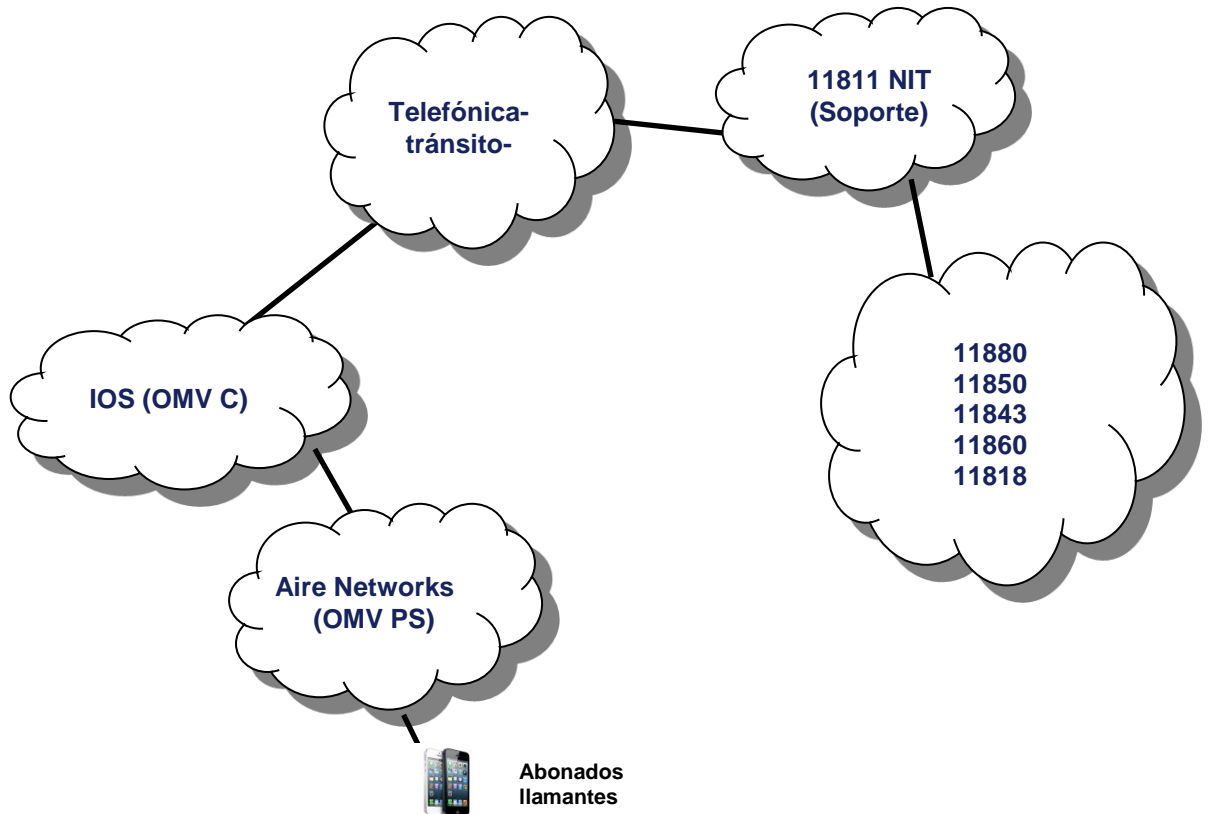 11811 NIT
(Soporte)
Telefónica-
tránsito-
11880
11850
11843
11860
11818
IOS (OMV C)
Aire Networks
(OMV PS)
Abonados
llamantes